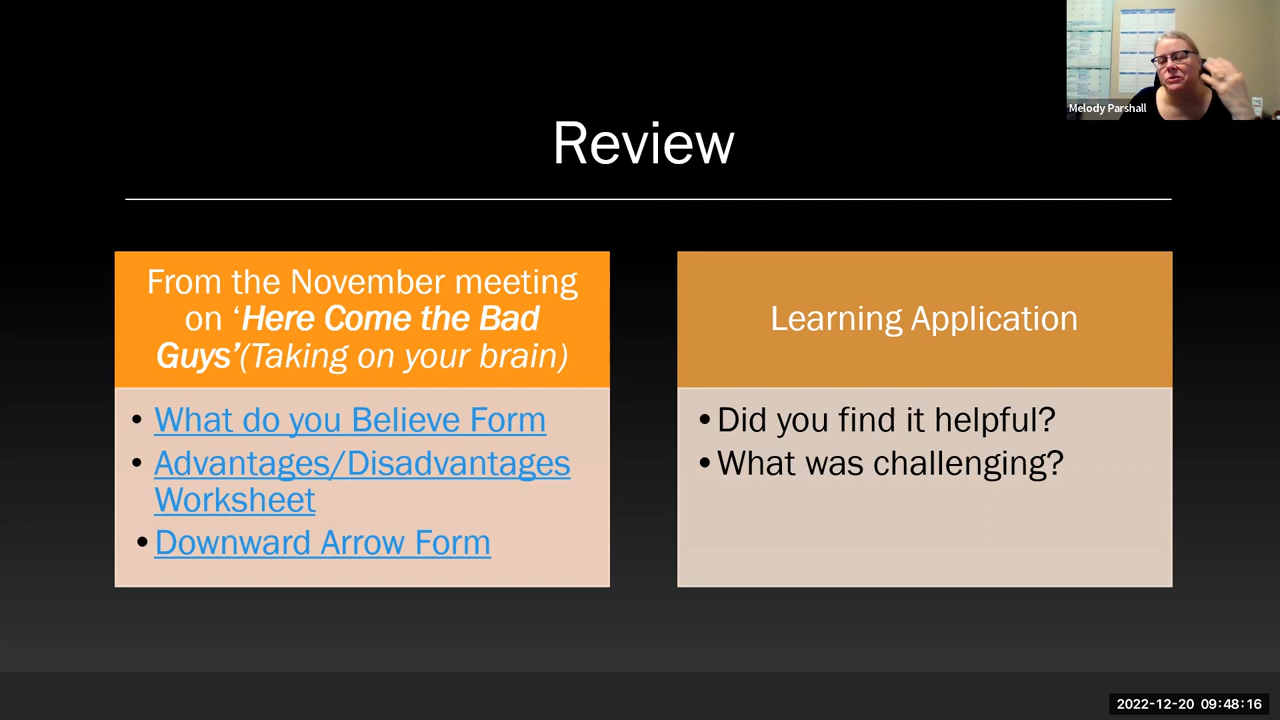 Melody Parshall
Review
From the November meeting
on ‘Here Come the Bad
Guys’(Taking on your brain)
• What do you Believe Form
• Advantages/Disadvantages
Worksheet
• Downward Arrow Form
Learning Application
• Did you find it helpful?
• What was challenging?
2022-12-20 09:48:16